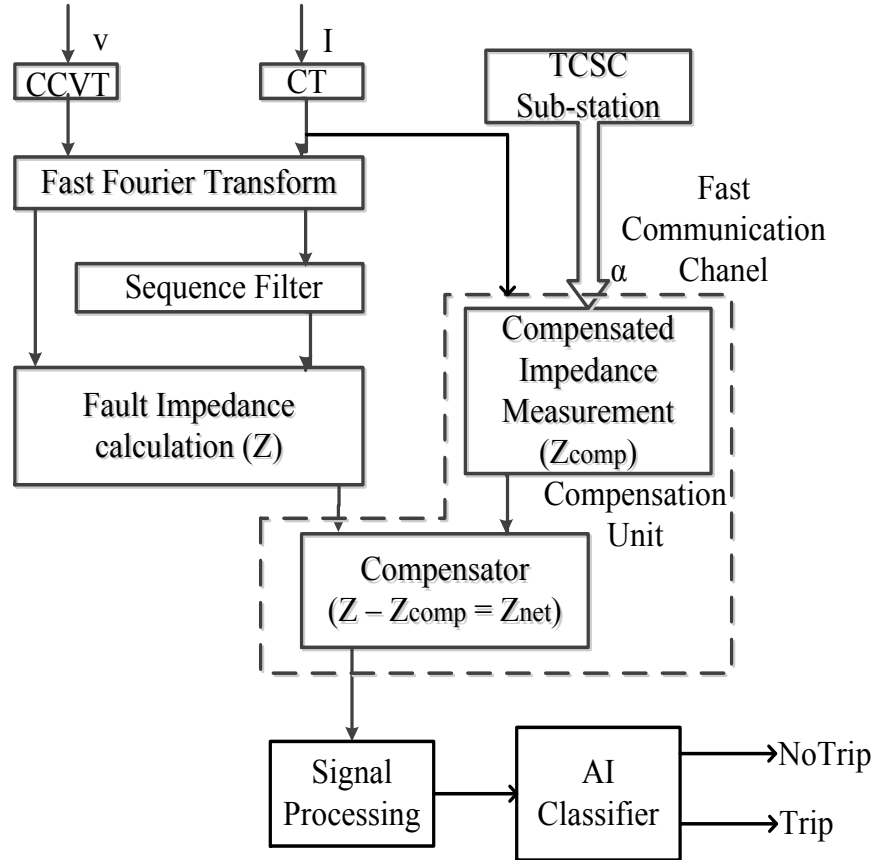 v
I
CCVT
CT
TCSC
Sub-station
Fast Fourier Transform
Fast
Communication
Chanel
α
Sequence Filter
Compensated
Impedance
Measurement
(Zcomp)
Fault Impedance
calculation (Z)
Compensation
Unit
Compensator
(Z – Zcomp = Znet)
Signal
Processing
AI
Classifier
NoTrip
Trip